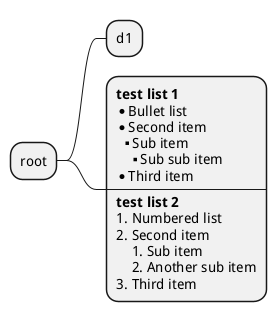 d1
root
test list 1
• Bullet list
• Second item
▪ Sub item
▪ Sub sub item
• Third item
test list 2
1. Numbered list
2. Second item
1. Sub item
2. Another sub item
3. Third item